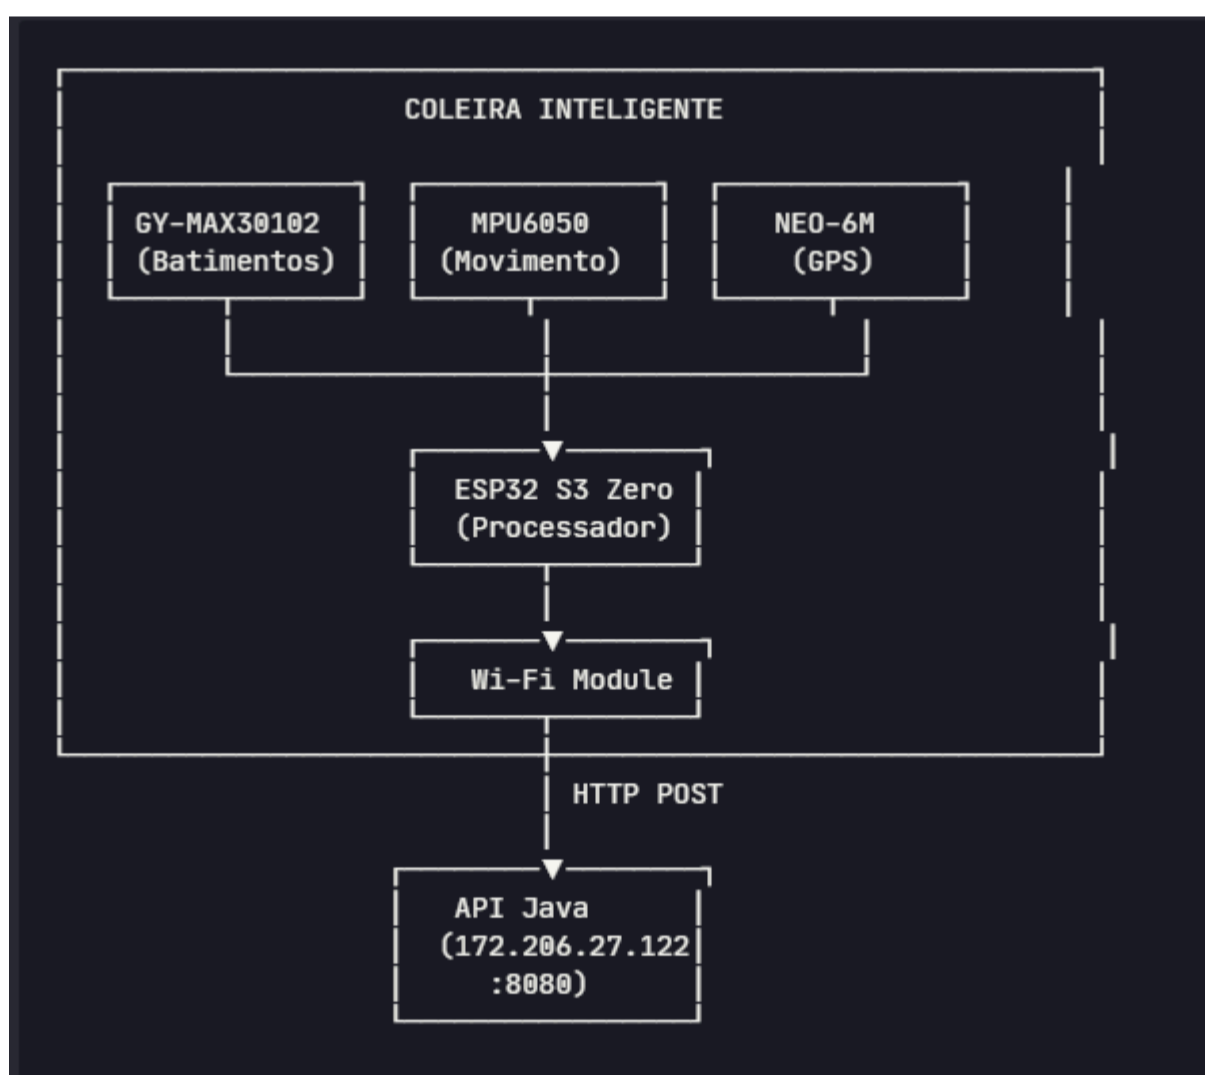 COLEIRA INTELIGENTE
GY-MAX30102
(Batimentos)
MPU6050
(Movimento)
NEO-6M
(GPS)
ESP32 S3 Zero
(Processador)
Wi-Fi Module
HTTP POST
API Java
(172.206.27.122
:8080)